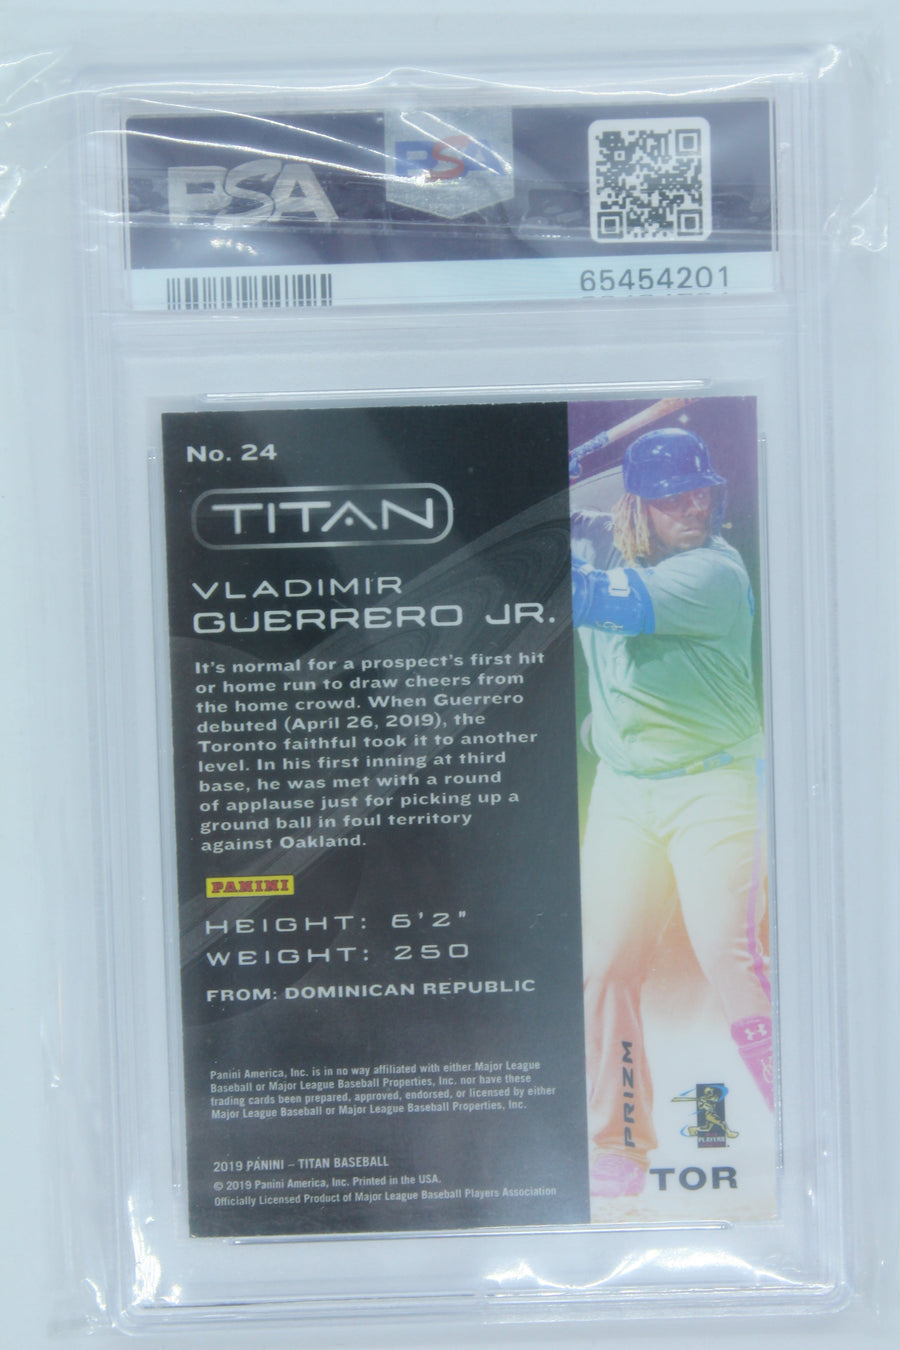 PSA
PSA
65454201
No. 24
TITAN
VLADIMIR
GUERRERO JR.
It's normal for a prospect's first hit
or home run to draw cheers from
the home crowd. When Guerrero
debuted (April 26, 2019), the
Toronto faithful took it to another
level. In his first inning at third
base, he was met with a round
of applause just for picking up a
ground ball in foul territory
against Oakland.
PANINI
HEIGHT: 6'2"
WEIGHT: 250
FROM: DOMINICAN REPUBLIC
Panini America, Inc. is in no way affiliated with either Major League
Baseball or Major League Baseball Properties, Inc. nor have these
trading cards been prepared, approved, endorsed, or licensed by either
Major League Baseball or Major League Baseball Properties, Inc.
2019 PANINI – TITAN BASEBALL
© 2019 Panini America, Inc. Printed in the USA.
Officially Licensed Product of Major League Baseball Players Association
PRIZM
PLAYERS
TOR